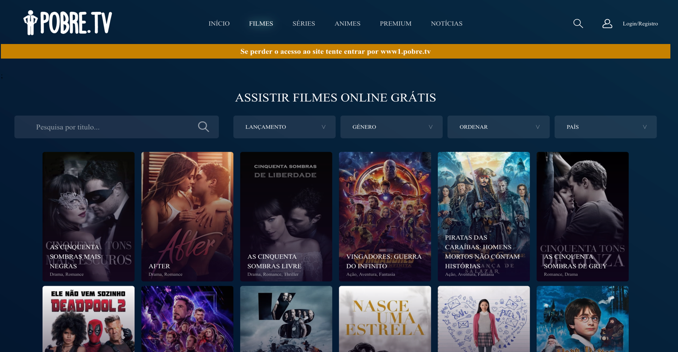 POBRE.TV
INÍCIO
FILMES
SÉRIES
ANIMES
PREMIUM
NOTÍCIAS
Login/Registro
Se perder o acesso ao site tente entrar por www1.pobre.tv
ASSISTIR FILMES ONLINE GRÁTIS
Pesquisa por titulo...
LANÇAMENTO
GÉNERO
ORDENAR
PAÍS
AS CINQUENTA
SOMBRAS MAIS
NEGRAS
Drama, Romance
After
AFTER
Drama, Romance
CINQUENTA SOMBRAS
DE LIBERDADE
AS CINQUENTA
SOMBRAS LIVRE
Drama, Romance, Thriller
VINGADORES: GUERRA
DO INFINITO
Ação, Aventura, Fantasia
PIRATAS DAS
CARAÍBAS: HOMENS
MORTOS NÃO CONTAM
HISTÓRIAS
Ação, Aventura, Fantasia
CINQUENTA TONS
AS CINQUENTA
SOMBRAS DE GREY
Romance, Drama
ELE NÃO VEM SOZINHO
DEADPOOL 2
NASCE
UMA
ESTRELA